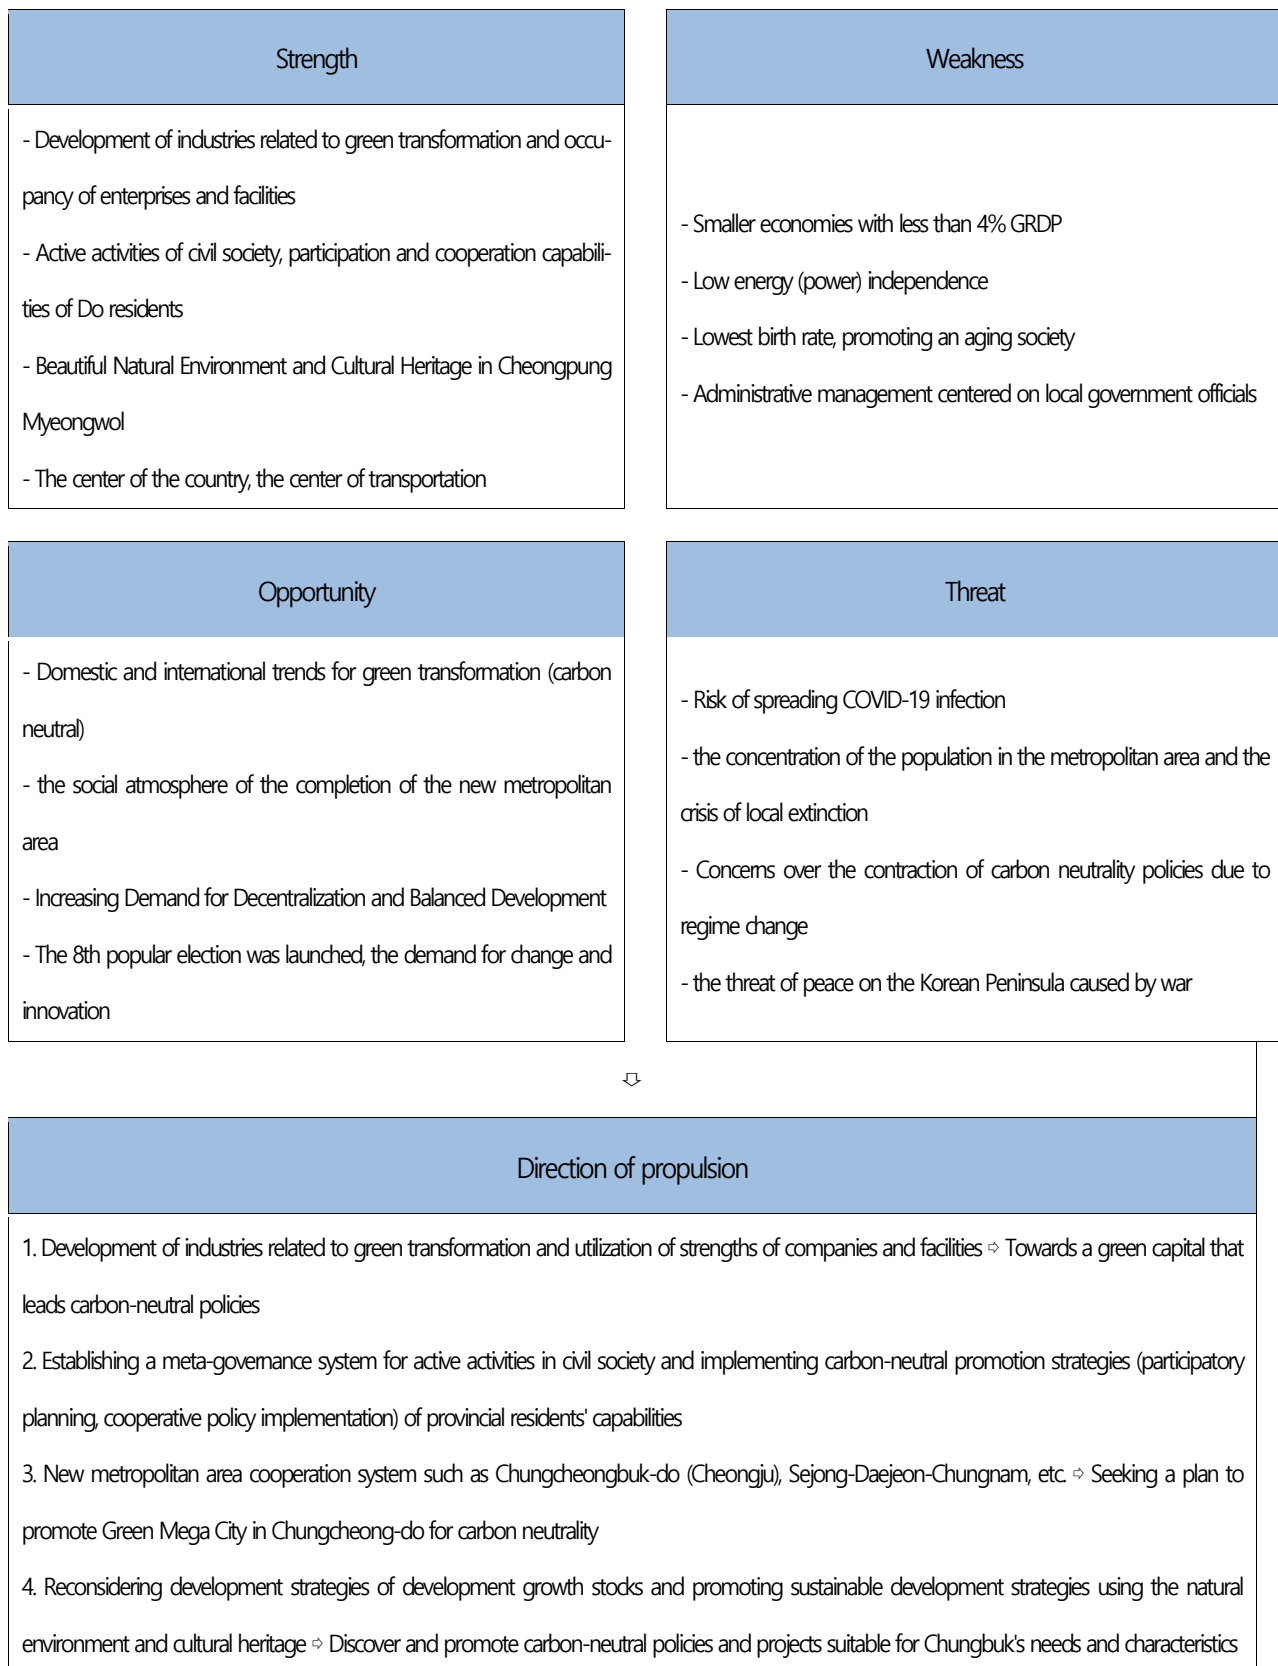 Strength
- Development of industries related to green transformation and occu-
pancy of enterprises and facilities
- Active activities of civil society, participation and cooperation capabili-
ties of Do residents
- Beautiful Natural Environment and Cultural Heritage in Cheongpung
Myeongwol
- The center of the country, the center of transportation
Weakness
- Smaller economies with less than 4% GRDP
- Low energy (power) independence
- Lowest birth rate, promoting an aging society
- Administrative management centered on local government officials
Opportunity
- Domestic and international trends for green transformation (carbon
neutral)
- the social atmosphere of the completion of the new metropolitan
area
- Increasing Demand for Decentralization and Balanced Development
- The 8th popular election was launched, the demand for change and
innovation
Threat
- Risk of spreading COVID-19 infection
- the concentration of the population in the metropolitan area and the
crisis of local extinction
- Concerns over the contraction of carbon neutrality policies due to
regime change
- the threat of peace on the Korean Peninsula caused by war
⇩
Direction of propulsion
1. Development of industries related to green transformation and utilization of strengths of companies and facilities ⇨ Towards a green capital that
leads carbon-neutral policies
2. Establishing a meta-governance system for active activities in civil society and implementing carbon-neutral promotion strategies (participatory
planning, cooperative policy implementation) of provincial residents' capabilities
3. New metropolitan area cooperation system such as Chungcheongbuk-do (Cheongju), Sejong-Daejeon-Chungnam, etc. ⇨ Seeking a plan to
promote Green Mega City in Chungcheong-do for carbon neutrality
4. Reconsidering development strategies of development growth stocks and promoting sustainable development strategies using the natural
environment and cultural heritage ⇨ Discover and promote carbon-neutral policies and projects suitable for Chungbuk's needs and characteristics